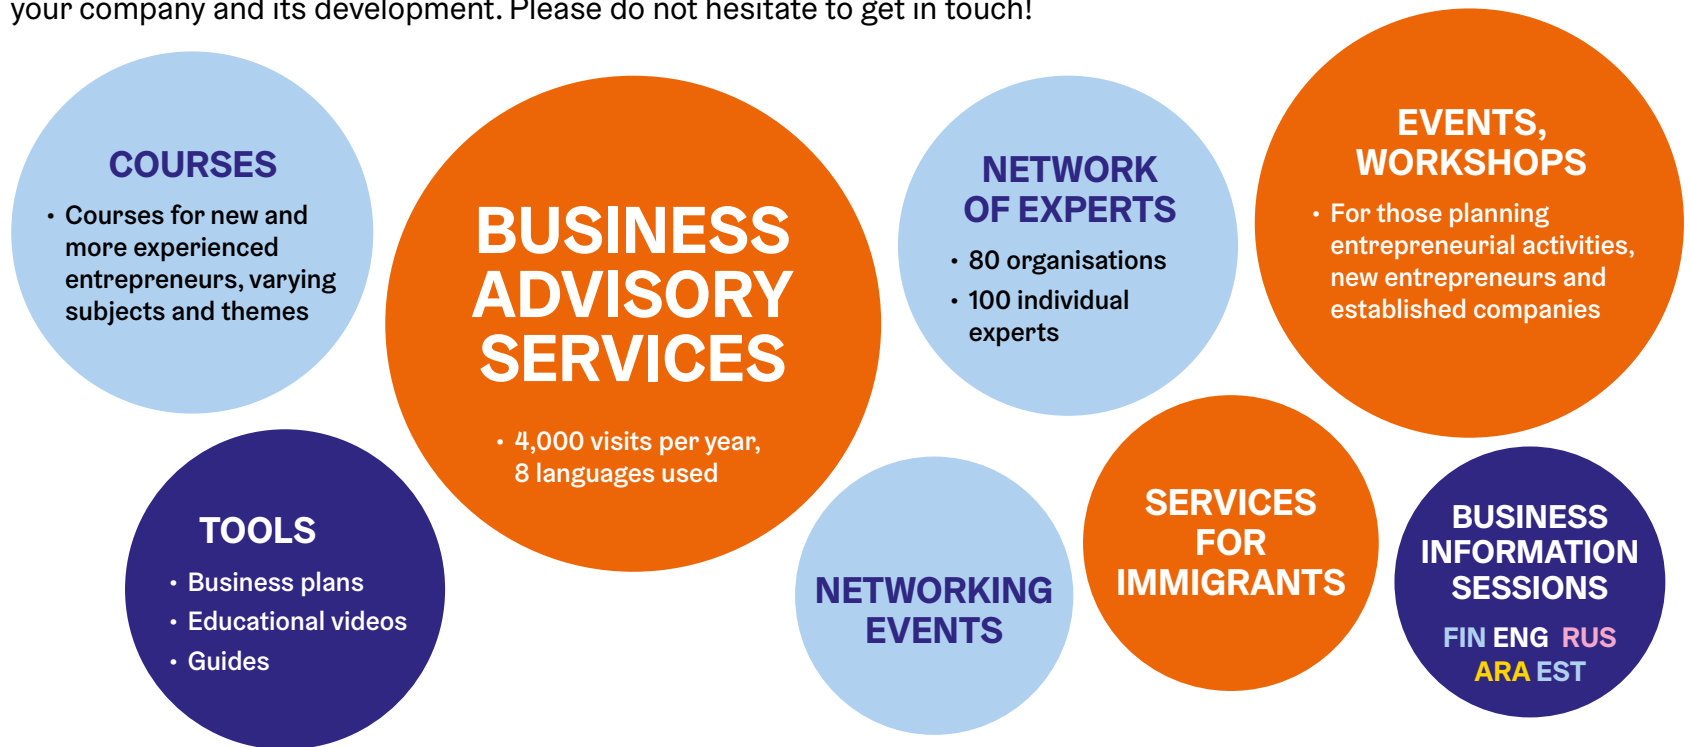 your company and its development. Please do not hesitate to get in touch!
COURSES
• Courses for new and
more experienced
entrepreneurs, varying
subjects and themes
BUSINESS
ADVISORY
SERVICES
• 4,000 visits per year,
8 languages used
NETWORK
OF EXPERTS
• 80 organisations
• 100 individual
experts
EVENTS,
WORKSHOPS
• For those planning
entrepreneurial activities,
new entrepreneurs and
established companies
TOOLS
• Business plans
• Educational videos
• Guides
NETWORKING
EVENTS
SERVICES
FOR
IMMIGRANTS
BUSINESS
INFORMATION
SESSIONS
FIN ENG RUS
ARA EST